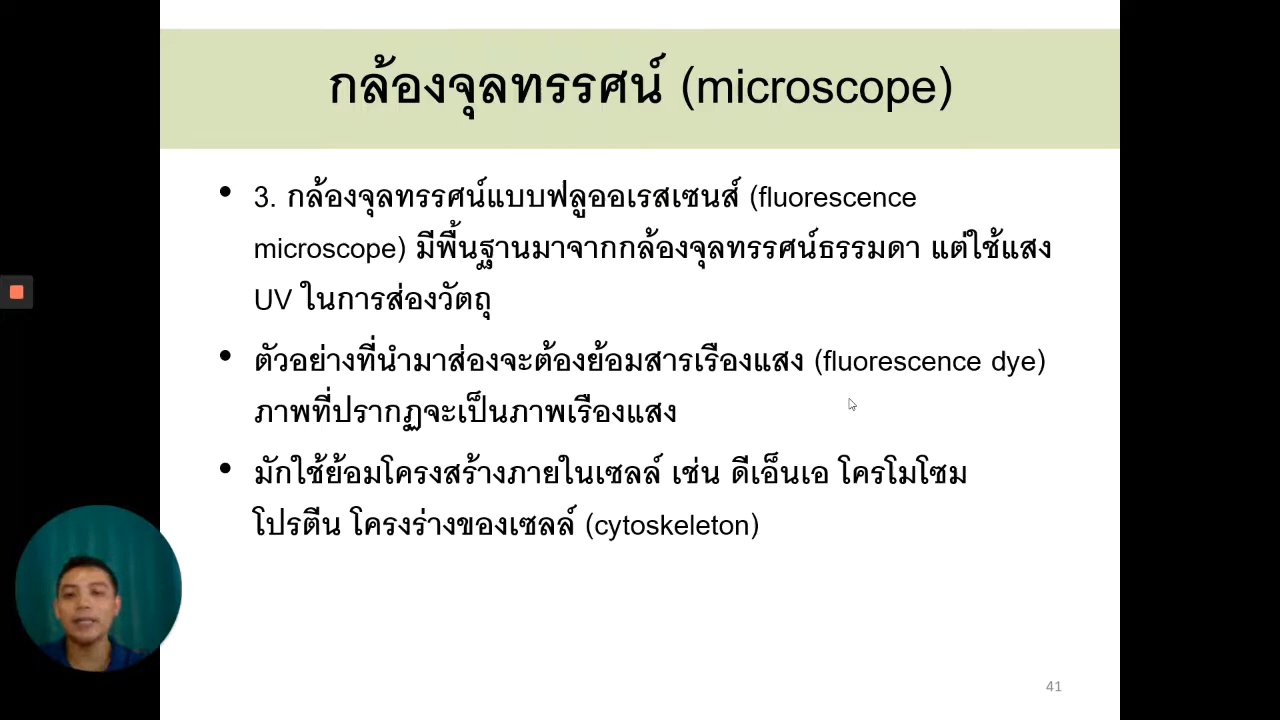 กล้องจุลทรรศน์ (microscope)
• 3. กล้องจุลทรรศน์แบบฟลูออเรสเซนส์ (fluorescence
microscope) มีพื้นฐานมาจากกล้องจุลทรรศน์ธรรมดา แต่ใช้แสง
UV ในการส่องวัตถุ
• ตัวอย่างที่นำมาส่องจะต้องย้อมสารเรืองแสง (fluorescence dye)
ภาพที่ปรากฏจะเป็นภาพเรืองแสง
• มักใช้ย้อมโครงสร้างภายในเซลล์ เช่น ดีเอ็นเอ โครโมโซม
โปรตีน โครงร่างของเซลล์ (cytoskeleton)
41